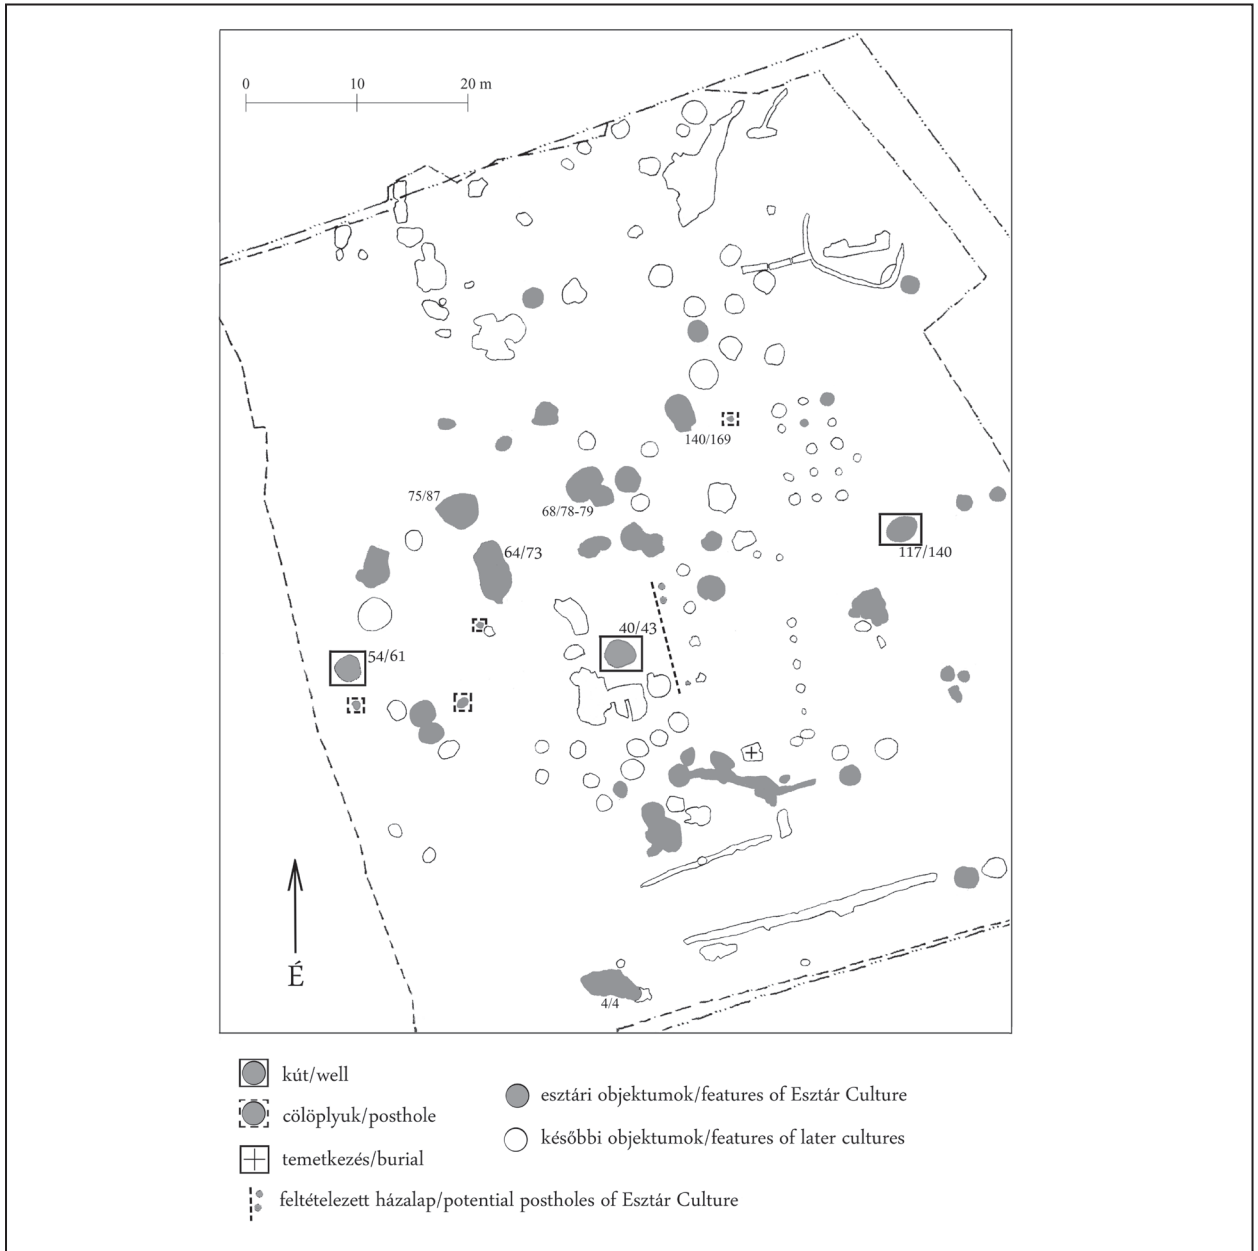 0 10 20 m
140/169
75/87
68/78-79
64/73
117/140
40/43
54/61
É
4/4
kút/well
cölöplyuk/posthole
temetkezés/burial
feltételezett házalap/potential postholes of Esztár Culture
esztári objektumok/features of Esztár Culture
későbbi objektumok/features of later cultures